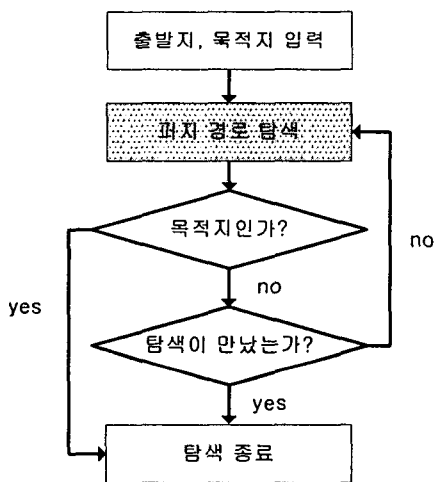 출발지, 목적지 입력
퍼지 경로 탐색
목적지인가?
no
yes
no
탐색이 만났는가?
yes
탐색 종료